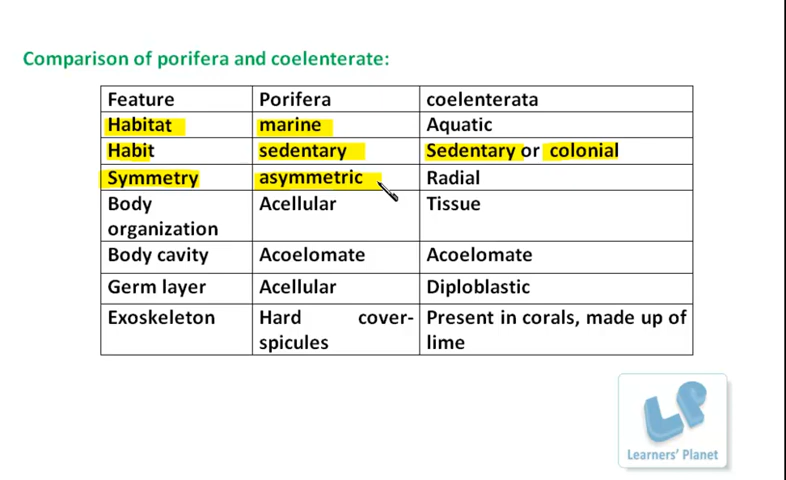 Comparison of porifera and coelenterate:
Feature Porifera coelenterata
Habitat marine Aquatic
Habit sedentary Sedentary or colonial
Symmetry asymmetric Radial
Body Acellular Tissue
organization
Body cavity Acoelomate Acoelomate
Germ layer Acellular Diploblastic
Exoskeleton Hard cover- Present in corals, made up of
spicules lime
LP
Learners' Planet